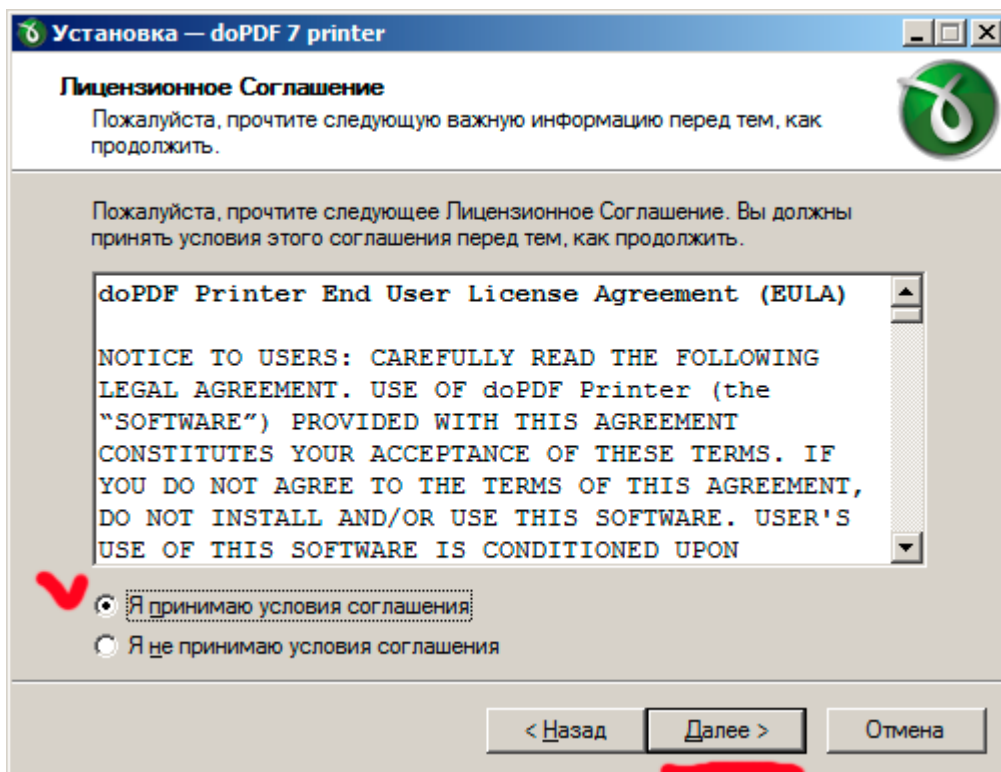 Установка — doPDF 7 printer
Лицензионное Соглашение
Пожалуйста, прочтите следующую важную информацию перед тем, как
продолжить.
Пожалуйста, прочтите следующее Лицензионное Соглашение. Вы должны
принять условия этого соглашения перед тем, как продолжить.
doPDF Printer End User License Agreement (EULA)
NOTICE TO USERS: CAREFULLY READ THE FOLLOWING
LEGAL AGREEMENT. USE OF doPDF Printer (the
“SOFTWARE”) PROVIDED WITH THIS AGREEMENT
CONSTITUTES YOUR ACCEPTANCE OF THESE TERMS. IF
YOU DO NOT AGREE TO THE TERMS OF THIS AGREEMENT,
DO NOT INSTALL AND/OR USE THIS SOFTWARE. USER'S
USE OF THIS SOFTWARE IS CONDITIONED UPON
Я принимаю условия соглашения
Я не принимаю условия соглашения
< Назад Далее > Отмена